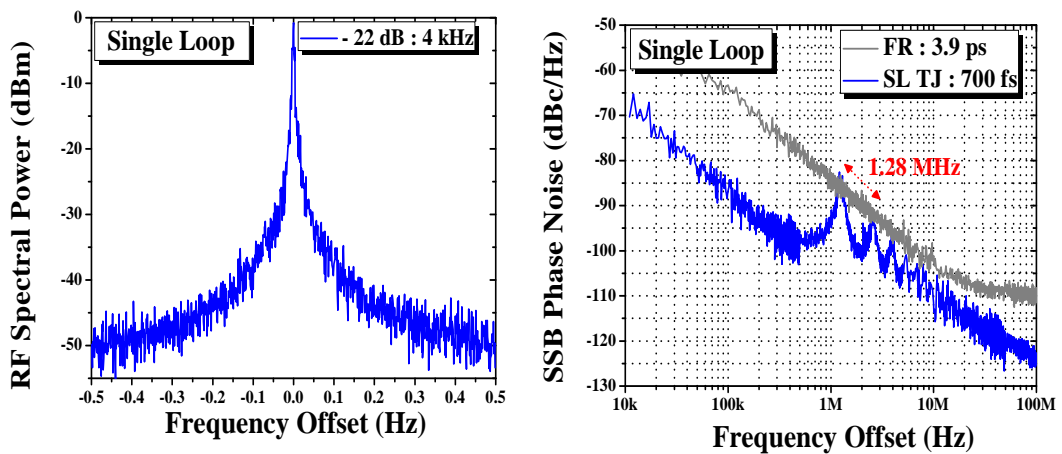 Single Loop
- 22 dB : 4 kHz
RF Spectral Power (dBm)
0
-10
-20
-30
-40
-50
-0.5 -0.4 -0.3 -0.2 -0.1 0.0 0.1 0.2 0.3 0.4 0.5
Frequency Offset (Hz)
Single Loop
FR : 3.9 ps
SL TJ : 700 fs
1.28 MHz
SSB Phase Noise (dBc/Hz)
-50
-60
-70
-80
-90
-100
-110
-120
-130
10k 100k 1M 10M 100M
Frequency Offset (Hz)